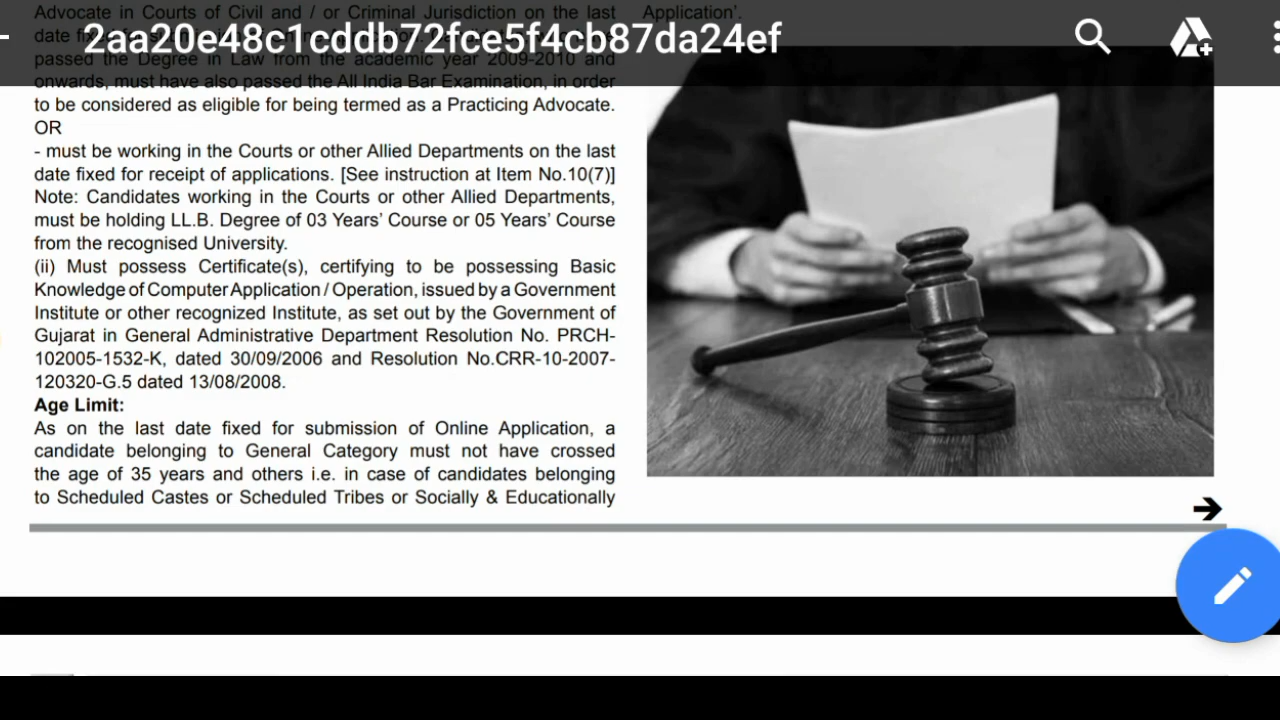 Advocate in Courts of Civil and / or Criminal Jurisdiction on the last
date
2aa20e48c1cddb72fce5f4cb87da24ef
passed the Degree in Law from the academic year 2009-2010 and
onwards, must have also passed the All India Bar Examination, in order
to be considered as eligible for being termed as a Practicing Advocate.
OR
- must be working in the Courts or other Allied Departments on the last
date fixed for receipt of applications. [See instruction at Item No.10(7)]
Note: Candidates working in the Courts or other Allied Departments,
must be holding LL.B. Degree of 03 Years' Course or 05 Years' Course
from the recognised University.
(ii) Must possess Certificate(s), certifying to be possessing Basic
Knowledge of Computer Application / Operation, issued by a Government
Institute or other recognized Institute, as set out by the Government of
Gujarat in General Administrative Department Resolution No. PRCH-
102005-1532-K, dated 30/09/2006 and Resolution No.CRR-10-2007-
120320-G.5 dated 13/08/2008.
Age Limit:
As on the last date fixed for submission of Online Application, a
candidate belonging to General Category must not have crossed
the age of 35 years and others i.e. in case of candidates belonging
to Scheduled Castes or Scheduled Tribes or Socially & Educationally
Application'.